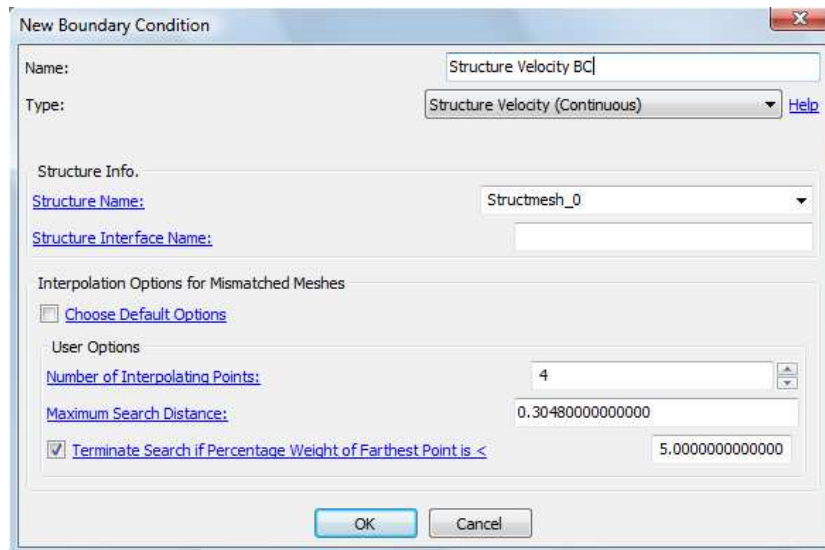 New Boundary Condition
Name: Structure Velocity BC
Type: Structure Velocity (Continuous) Help
Structure Info.
Structure Name: Structmesh_0
Structure Interface Name:
Interpolation Options for Mismatched Meshes
Choose Default Options
User Options
Number of Interpolating Points: 4
Maximum Search Distance: 0.30480000000000
Terminate Search if Percentage Weight of Farthest Point is < 5.0000000000000
OK Cancel